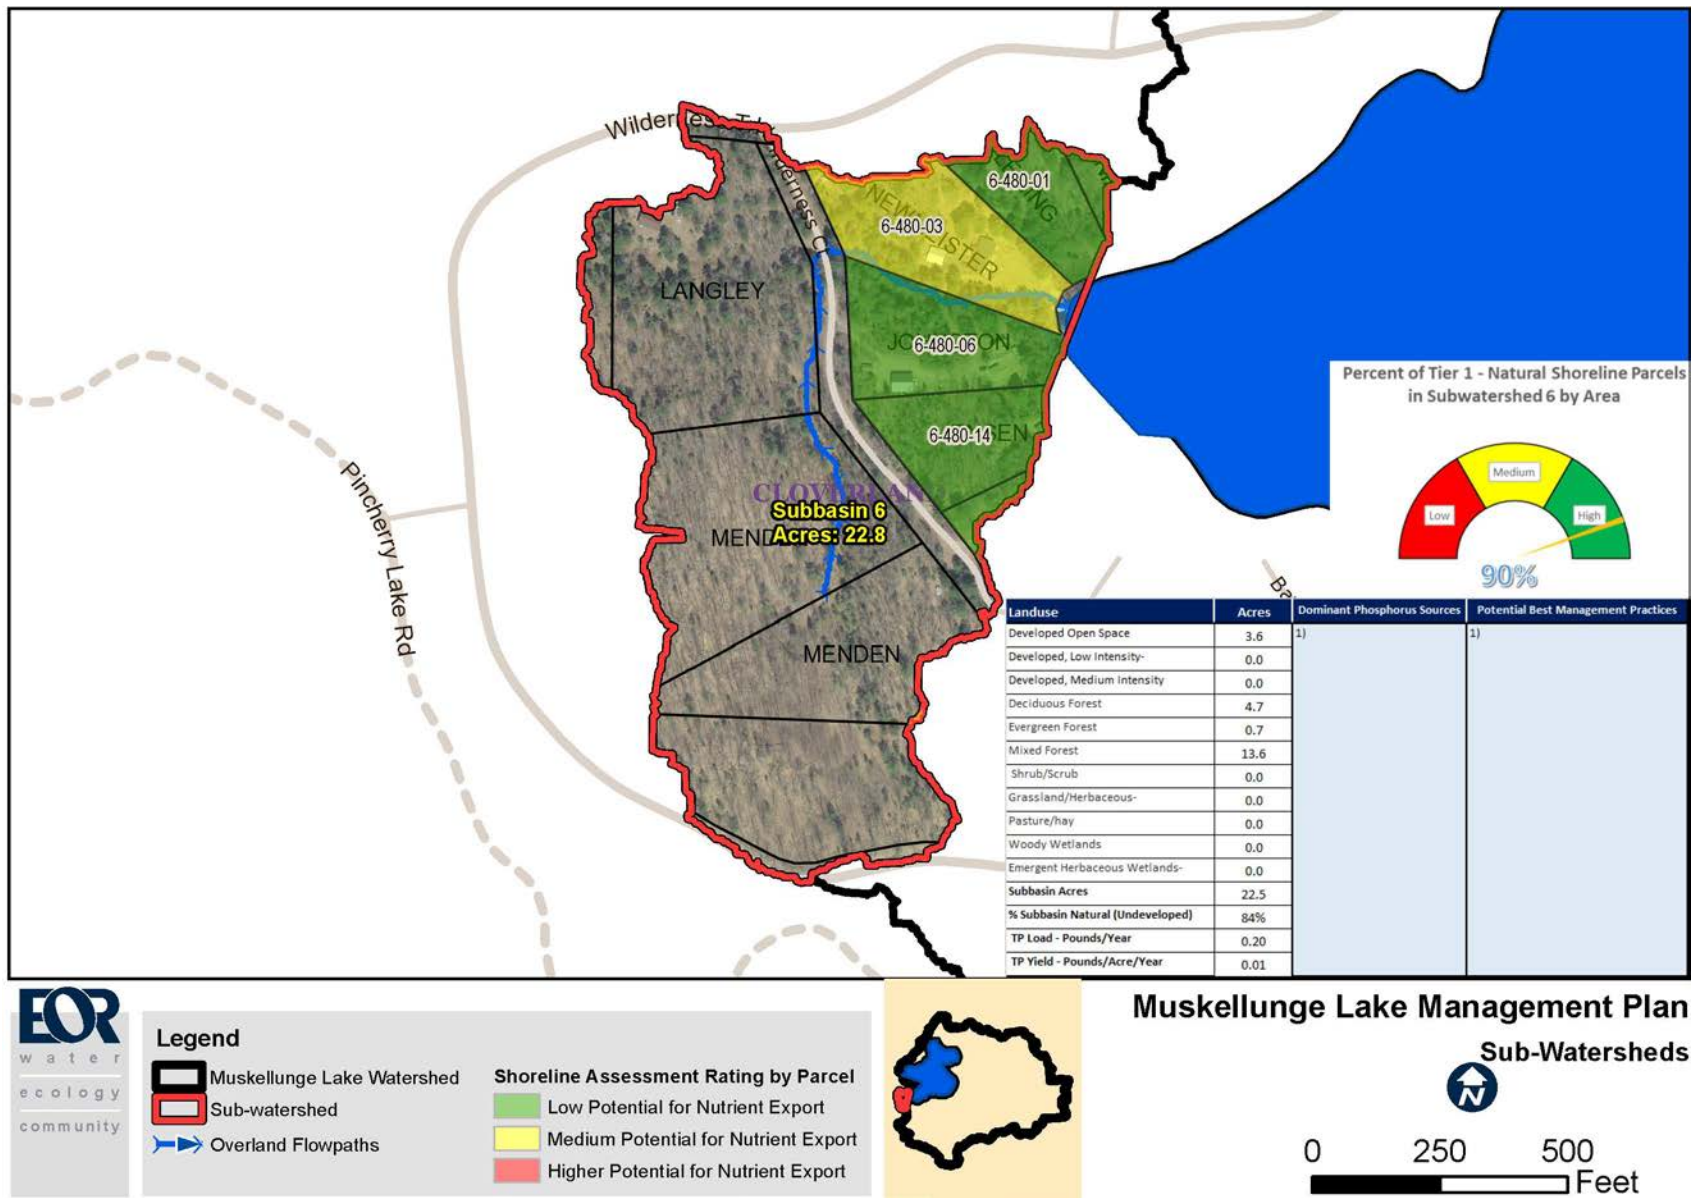 Wilderness T
Wilderness Ct
6-480-01
NEWLISTER
6-480-03
LANGLEY
6-480-06
6-480-14
CLOVERLAN
Subbasin 6
Acres: 22.8
MENDEN
MENDEN
Pincherry Lake Rd
Ba
Percent of Tier 1 - Natural Shoreline Parcels
in Subwatershed 6 by Area
Low
Medium
High
90%
Landuse Acres Dominant Phosphorus Sources Potential Best Management Practices
Developed Open Space 3.6 1) 1)
Developed, Low Intensity- 0.0
Developed, Medium Intensity 0.0
Deciduous Forest 4.7
Evergreen Forest 0.7
Mixed Forest 13.6
Shrub/Scrub 0.0
Grassland/Herbaceous- 0.0
Pasture/hay 0.0
Woody Wetlands 0.0
Emergent Herbaceous Wetlands- 0.0
Subbasin Acres 22.5
% Subbasin Natural (Undeveloped) 84%
TP Load - Pounds/Year 0.20
TP Yield - Pounds/Acre/Year 0.01
EOR
water
ecology
community
Legend
Muskellunge Lake Watershed
Sub-watershed
Overland Flowpaths
Shoreline Assessment Rating by Parcel
Low Potential for Nutrient Export
Medium Potential for Nutrient Export
Higher Potential for Nutrient Export
Muskellunge Lake Management Plan
Sub-Watersheds
N
0 250 500
Feet